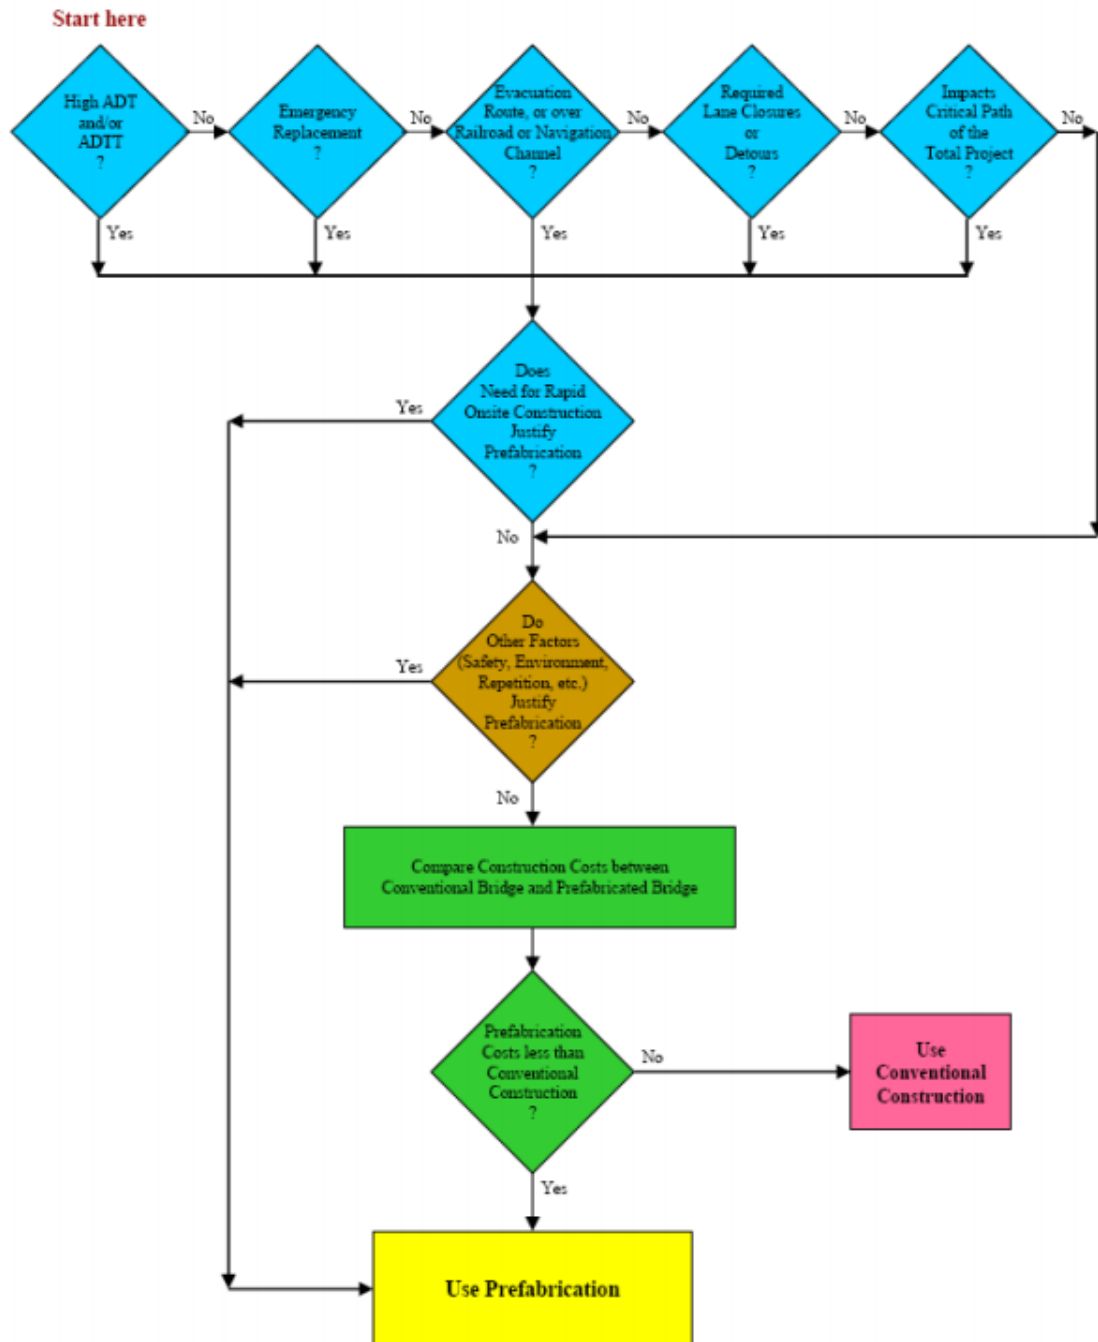 Start here
High ADT
and/or
ADTT
?
No
Emergency
Replacement
?
No
Evacuation
Route, or over
Railroad or Navigation
Channel
?
No
Required
Lane Closures
or
Detours
?
No
Impacts
Critical Path
of the
Total Project
?
No
Yes
Yes
Yes
Yes
Yes
Does
Need for Rapid
Onsite Construction
Justify
Prefabrication
?
Yes
No
Do
Other Factors
(Safety, Environment,
Repetition, etc.)
Justify
Prefabrication
?
Yes
No
Compare Construction Costs between
Conventional Bridge and Prefabricated Bridge
Prefabrication
Costs less than
Conventional
Construction
?
No
Use
Conventional
Construction
Yes
Use Prefabrication